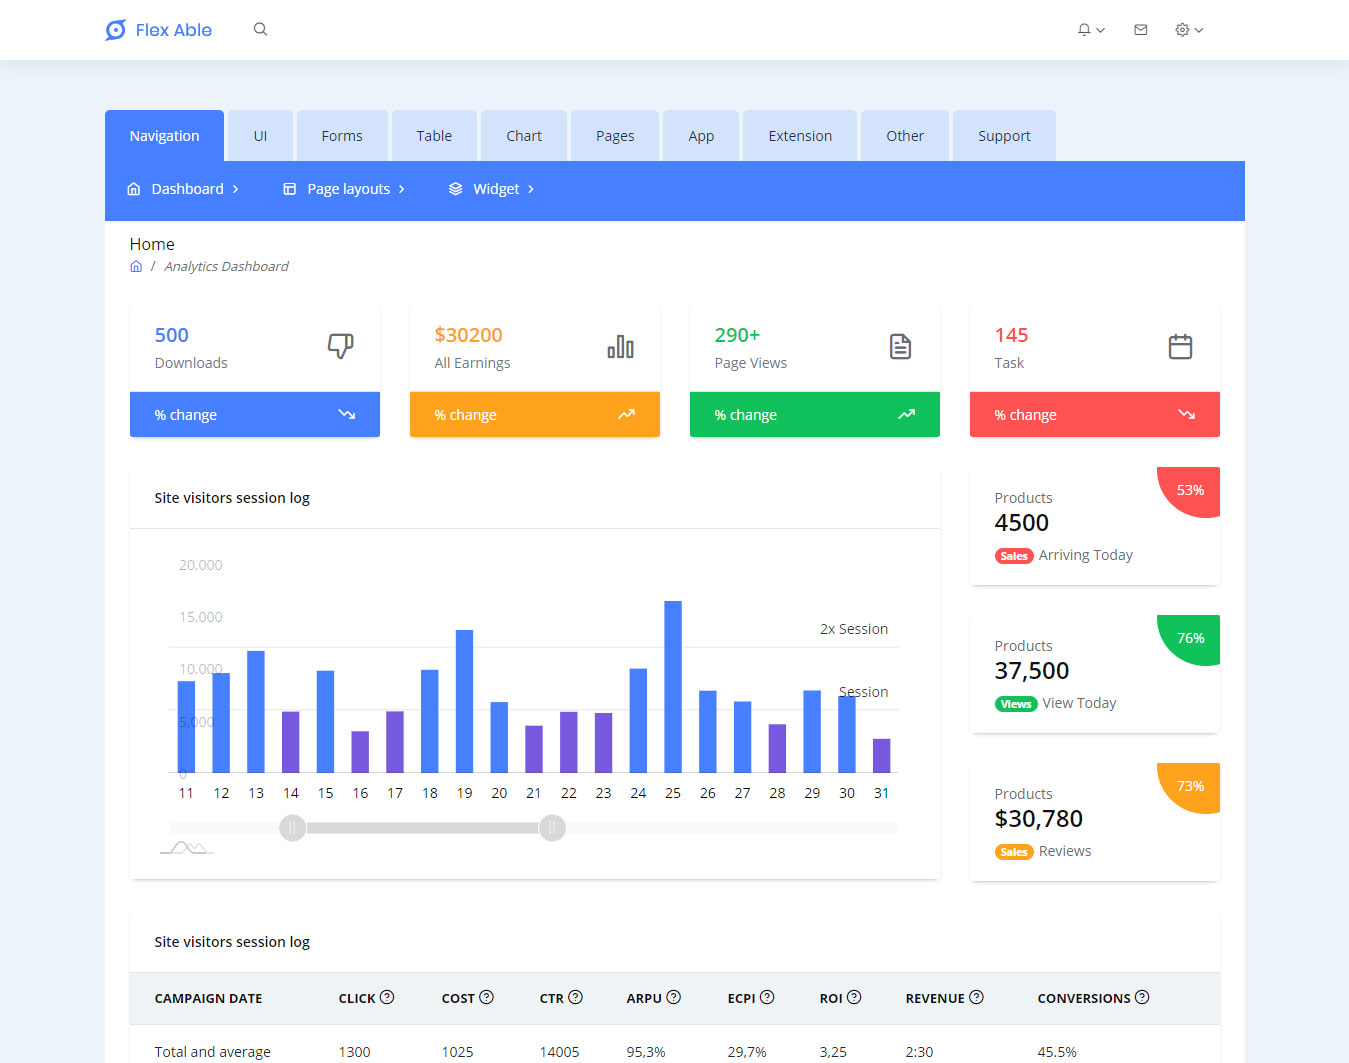 Flex Able
Navigation UI Forms Table Chart Pages App Extension Other Support
Dashboard Page layouts Widget
Home
/ Analytics Dashboard
500 $30200 290+ 145
Downloads All Earnings Page Views Task
% change % change % change % change
Site visitors session log
20,000
15,000
2x Session
10,000
Session
5,000
0
11 12 13 14 15 16 17 18 19 20 21 22 23 24 25 26 27 28 29 30 31
53%
Products
4500
Sales Arriving Today
76%
Products
37,500
Views View Today
73%
Products
$30,780
Sales Reviews
Site visitors session log
CAMPAIGN DATE CLICK COST CTR ARPU ECPI ROI REVENUE CONVERSIONS
Total and average 1300 1025 14005 95,3% 29,7% 3,25 2:30 45.5%